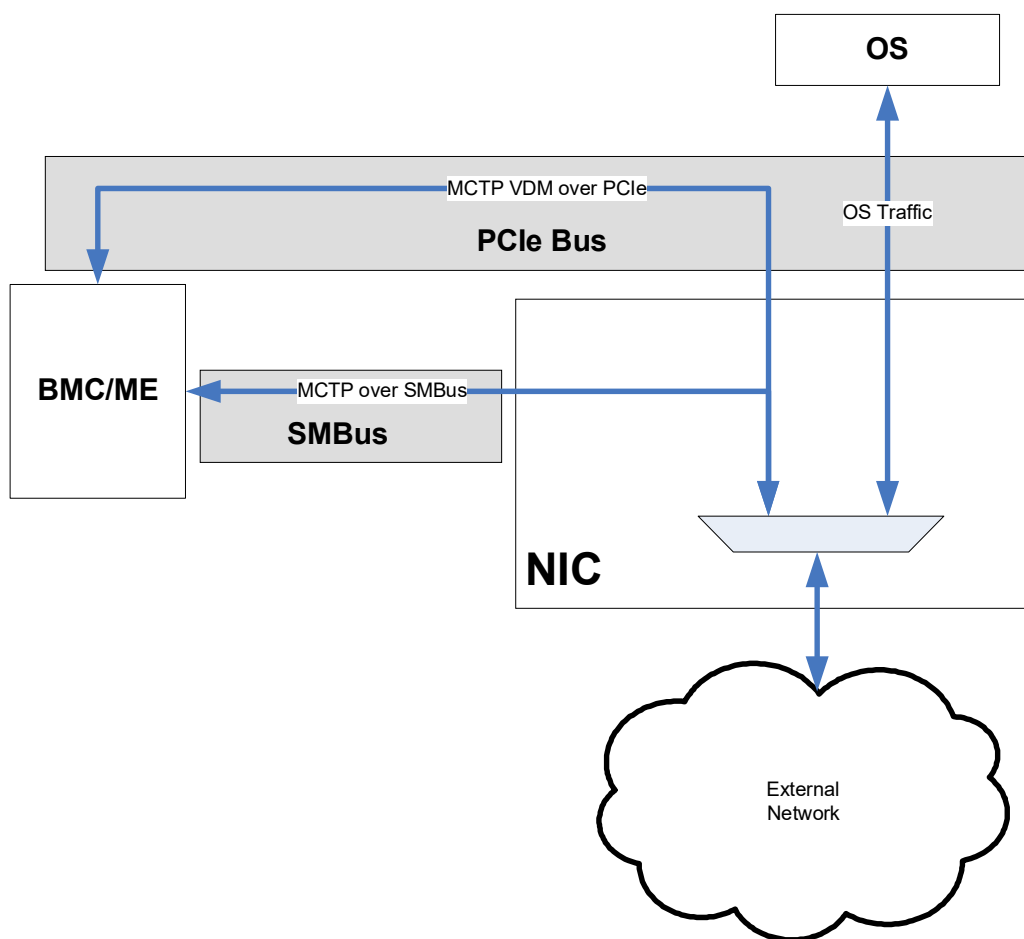 OS
MCTP VDM over PCIe
OS Traffic
PCIe Bus
BMC/ME
MCTP over SMBus
SMBus
NIC
External
Network